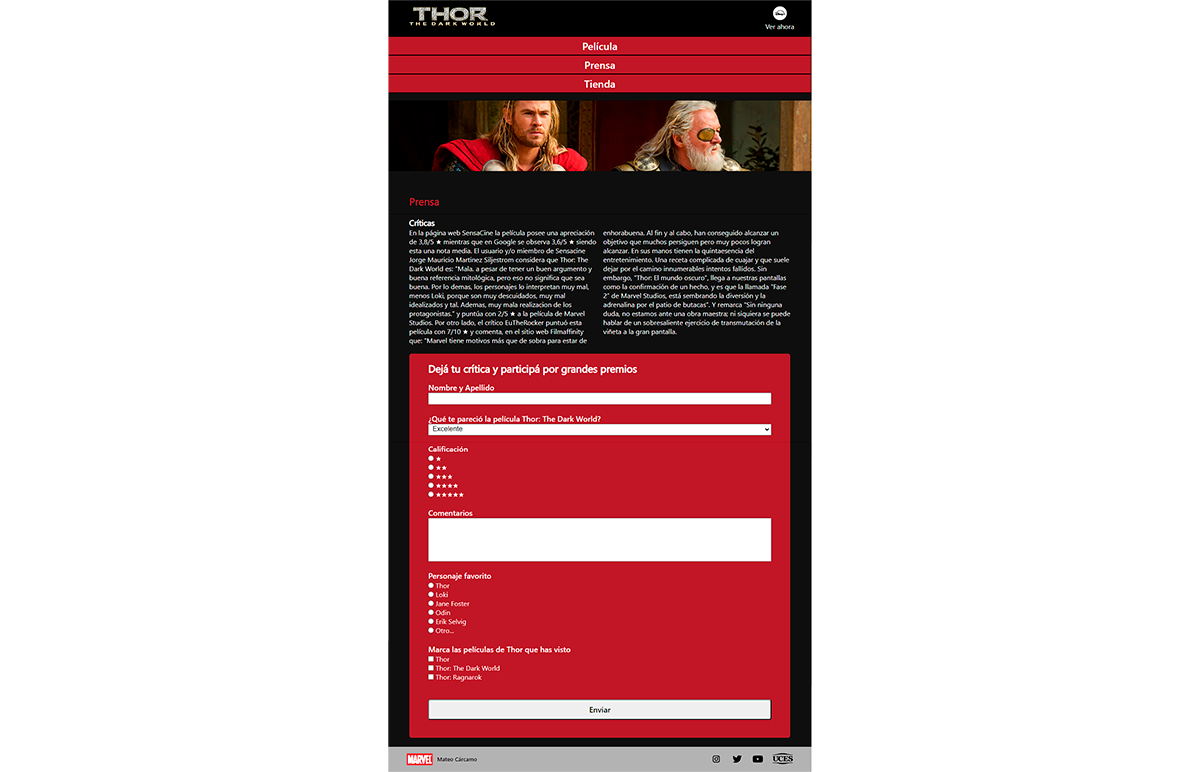 THOR
THE DARK WORLD
Ver ahora
Película
Prensa
Tienda
Prensa
Críticas
En la página web SensaCine la película posee una apreciación
de 3,8/5 ★ mientras que en Google se observa 3,6/5 ★ siendo
esta una nota media. El usuario y/o miembro de Sensacine
Jorge Mauricio Martinez Siljestrom considera que Thor: The
Dark World es: "Mala. a pesar de tener un buen argumento y
buena referencia mitológica, pero eso no significa que sea
buena. Por lo demas, los personajes lo interpretan muy mal,
menos Loki, porque son muy descuidados, muy mal
idealizados y tal. Ademas, muy mala realizacion de los
protagonistas." y puntúa con 2/5 ★ a la película de Marvel
Studios. Por otro lado, el crítico EuTheRocker puntuó esta
película con 7/10 ★ y comenta, en el sitio web Filmaffinity
que: "Marvel tiene motivos más que de sobra para estar de
enhorabuena. Al fin y al cabo, han conseguido alcanzar un
objetivo que muchos persiguen pero muy pocos logran
alcanzar. En sus manos tienen la quintaesencia del
entretenimiento. Una receta complicada de cuajar y que suele
dejar por el camino innumerables intentos fallidos. Sin
embargo, "Thor: El mundo oscuro", llega a nuestras pantallas
como la confirmación de un hecho, y es que la llamada "Fase
2" de Marvel Studios, está sembrando la diversión y la
adrenalina por el patio de butacas". Y remarca "Sin ninguna
duda, no estamos ante una obra maestra; ni siquiera se puede
hablar de un sobresaliente ejercicio de transmutación de la
viñeta a la gran pantalla.
Dejá tu crítica y participá por grandes premios
Nombre y Apellido
¿Qué te pareció la película Thor: The Dark World?
Excelente
Calificación
★
★★
★★★
★★★★
★★★★★
Comentarios
Personaje favorito
Thor
Loki
Jane Foster
Odin
Erik Selvig
Otro...
Marca las películas de Thor que has visto
Thor
Thor: The Dark World
Thor: Ragnarok
Enviar
MARVEL Mateo Cárcamo
UCES